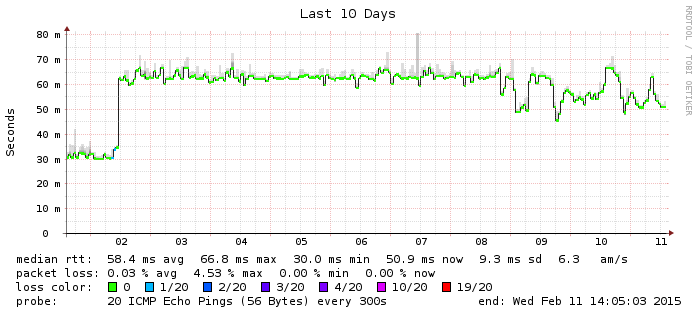 Last 10 Days
RRDTOOL / TOBI OETIKER
80 m
70 m
60 m
50 m
40 m
30 m
20 m
10 m
0
Seconds
02 03 04 05 06 07 08 09 10 11
median rtt: 58.4 ms avg 66.8 ms max 30.0 ms min 50.9 ms now 9.3 ms sd 6.3 am/s
packet loss: 0.03 % avg 4.53 % max 0.00 % min 0.00 % now
loss color: 0 1/20 2/20 3/20 4/20 10/20 19/20
probe: 20 ICMP Echo Pings (56 Bytes) every 300s end: Wed Feb 11 14:05:03 2015